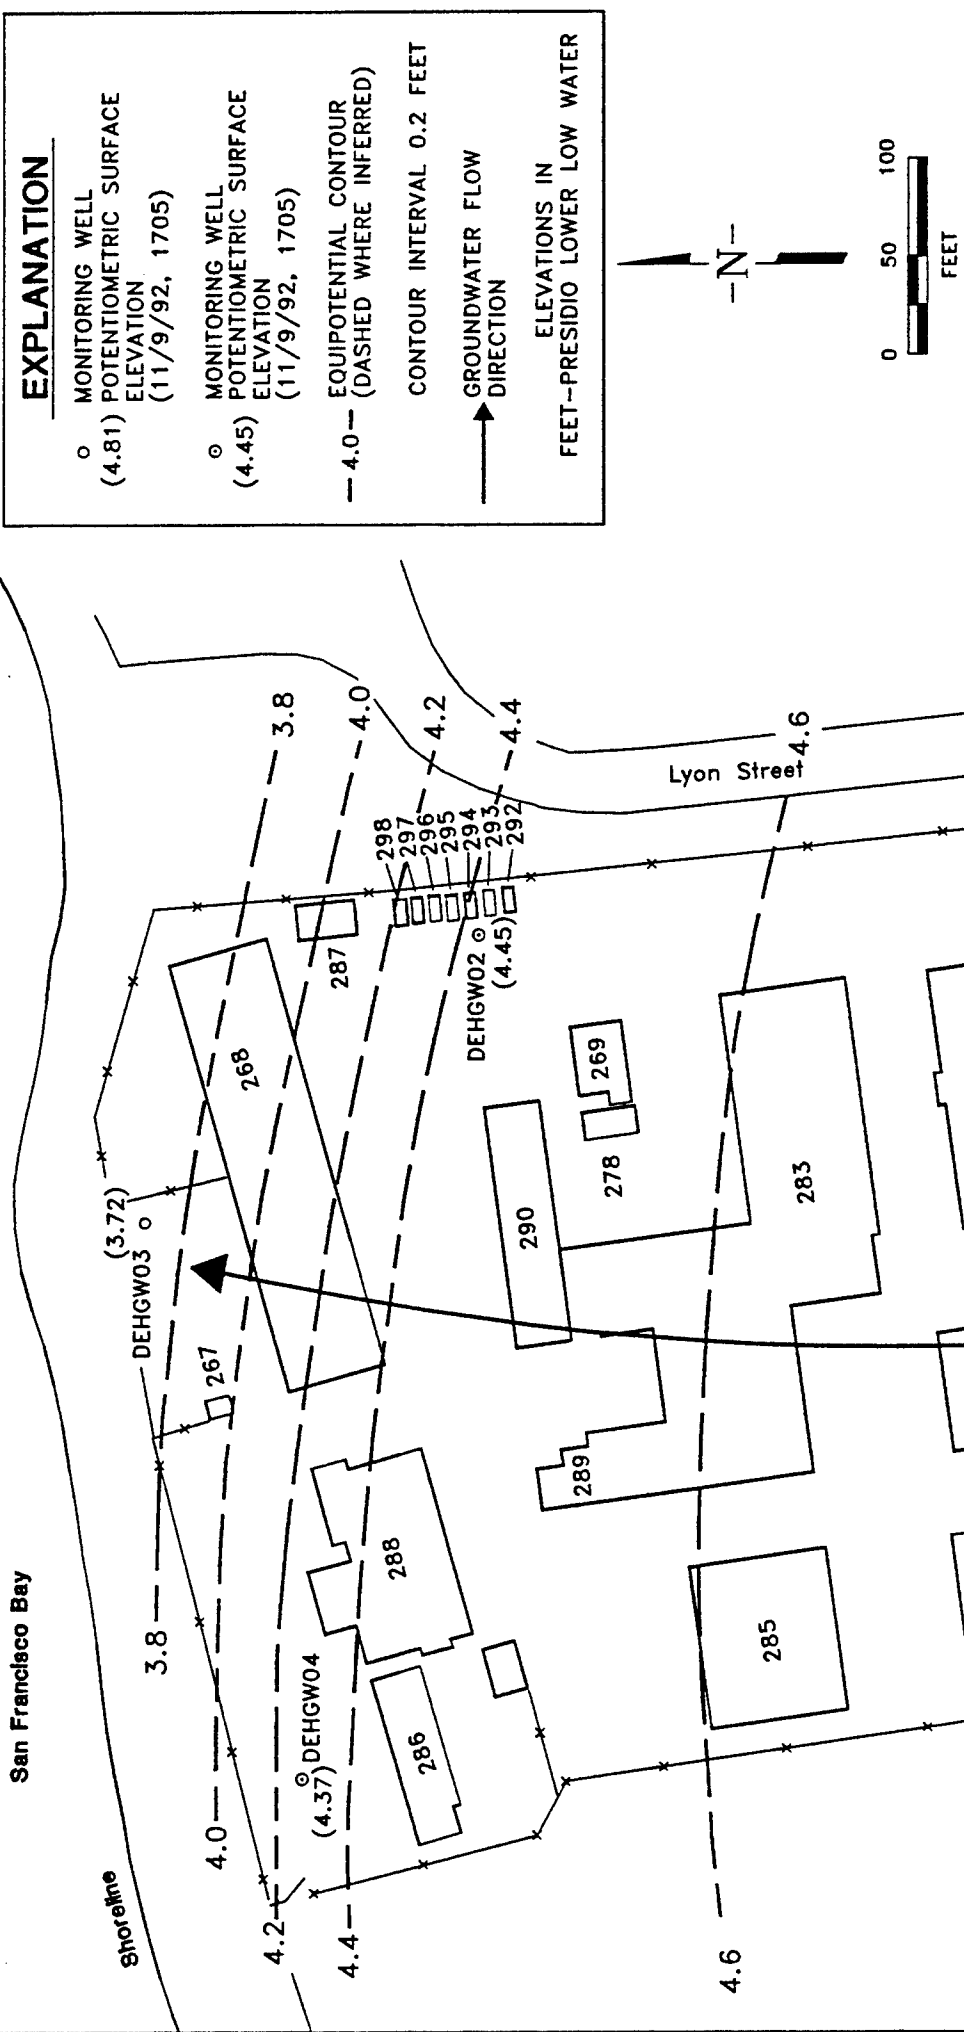 San Francisco Bay
Shoreline
3.8
4.0
4.2
4.4
4.6
DEHGW03
(3.72)
267
268
287
DEHGW04
(4.37)
288
286
285
289
290
278
269
283
DEHGW02
(4.45)
298
297
296
295
294
293
292
3.8
4.0
4.2
4.4
4.6
Lyon Street
EXPLANATION
MONITORING WELL
(4.81) POTENTIOMETRIC SURFACE
ELEVATION
(11/9/92, 1705)
MONITORING WELL
(4.45) POTENTIOMETRIC SURFACE
ELEVATION
(11/9/92, 1705)
—4.0— EQUIPOTENTIAL CONTOUR
(DASHED WHERE INFERRED)
CONTOUR INTERVAL 0.2 FEET
GROUNDWATER FLOW
DIRECTION
ELEVATIONS IN
FEET-PRESIDIO LOWER LOW WATER
-N-
0 50 100
FEET